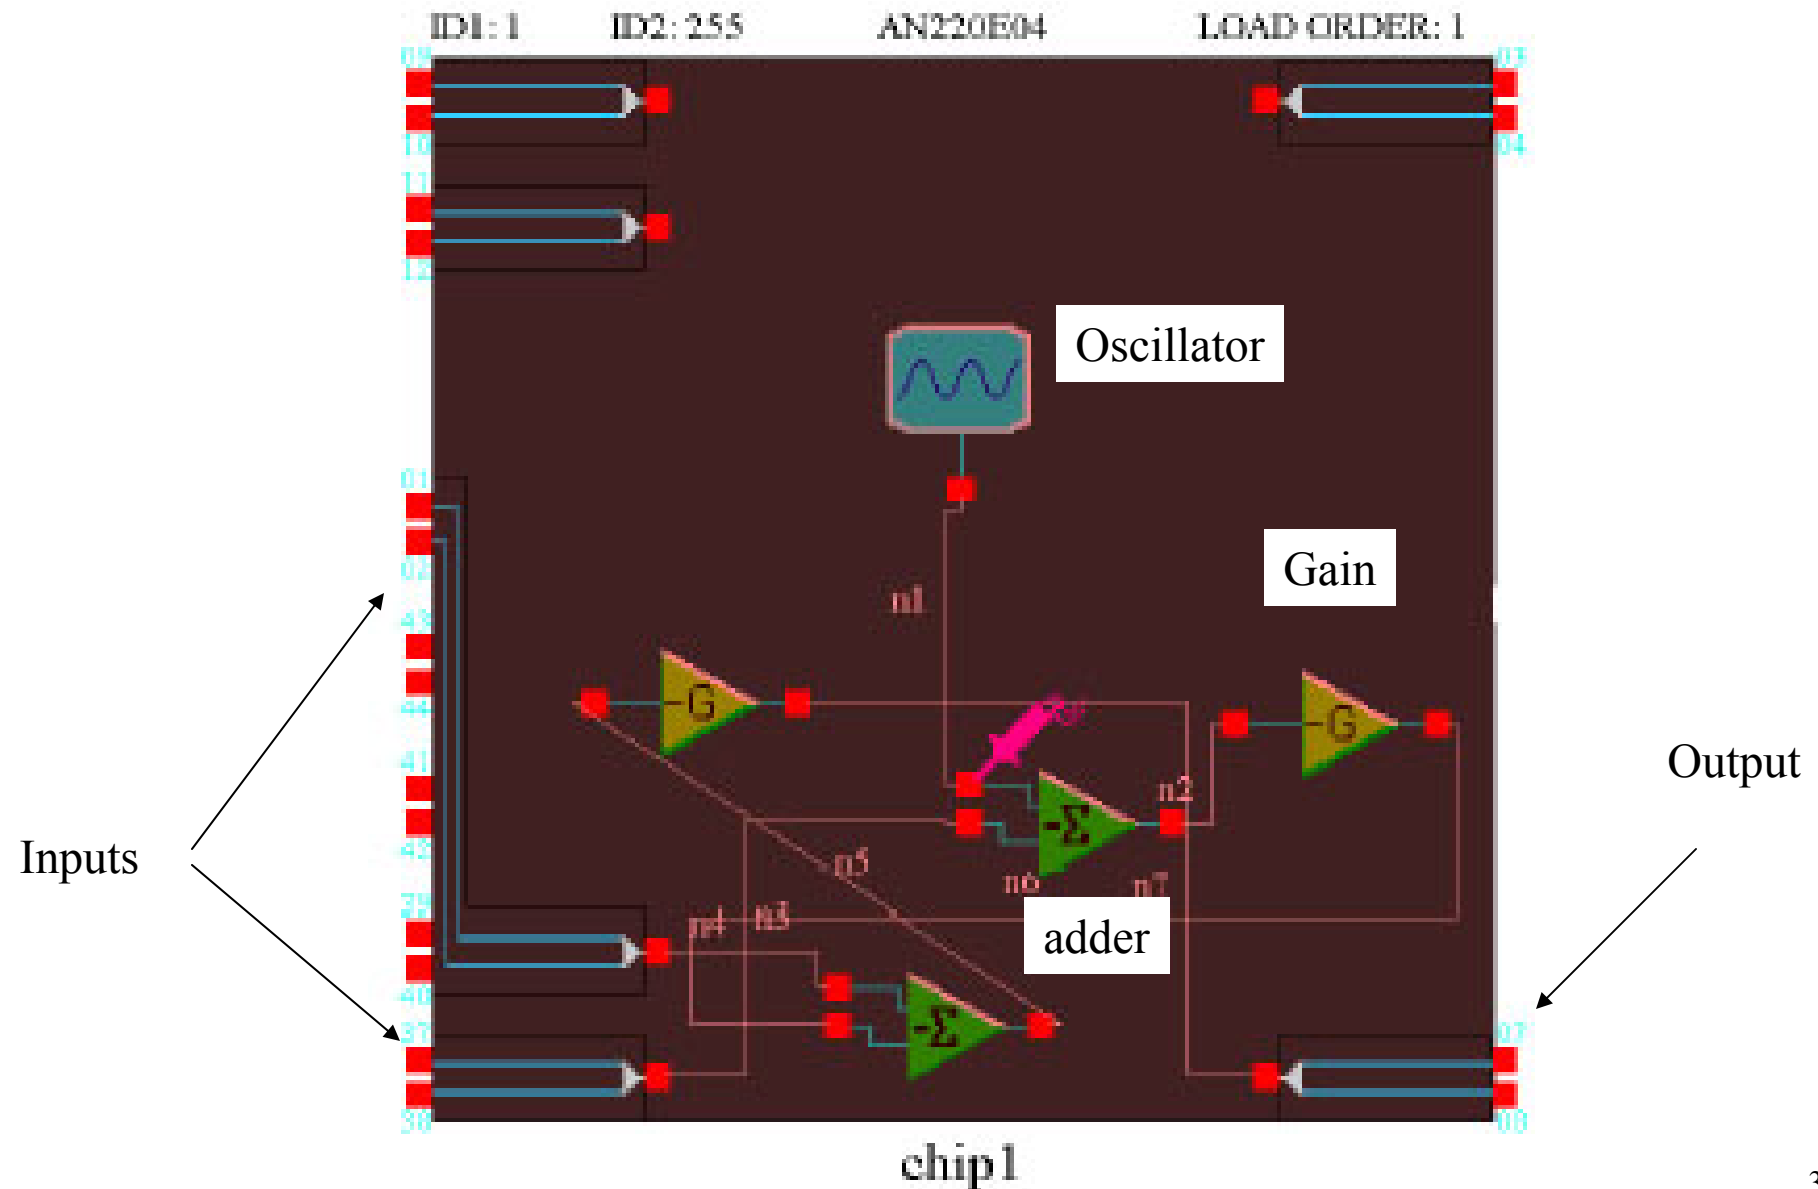 ID1: 1 ID2: 255 AN220E04 LOAD ORDER: 1
09
03
10
04
11
12
Oscillator
01
Gain
02
n1
43
-G
-G
44
41
Output
n2
-Σ
Inputs
n5
n6
n7
39
n4
n3
adder
40
37
07
-Σ
38
08
chip1
3